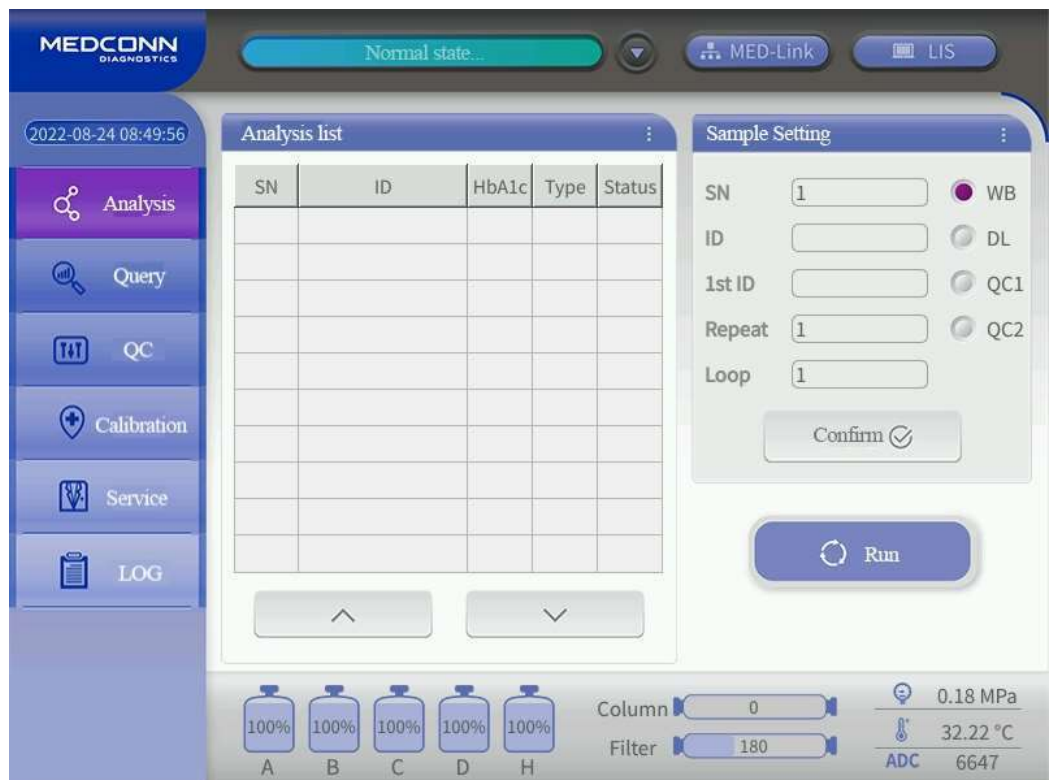 MEDCONN
DIAGNOSTICS
Normal state...
MED-Link
LIS
2022-08-24 08:49:56
Analysis
Query
QC
Calibration
Service
LOG
Analysis list
SN ID HbA1c Type Status
Sample Setting
SN 1 WB
ID DL
1st ID QC1
Repeat 1 QC2
Loop 1
Confirm
Run
100% 100% 100% 100% 100%
A B C D H
Column 0
Filter 180
0.18 MPa
32.22 °C
ADC 6647